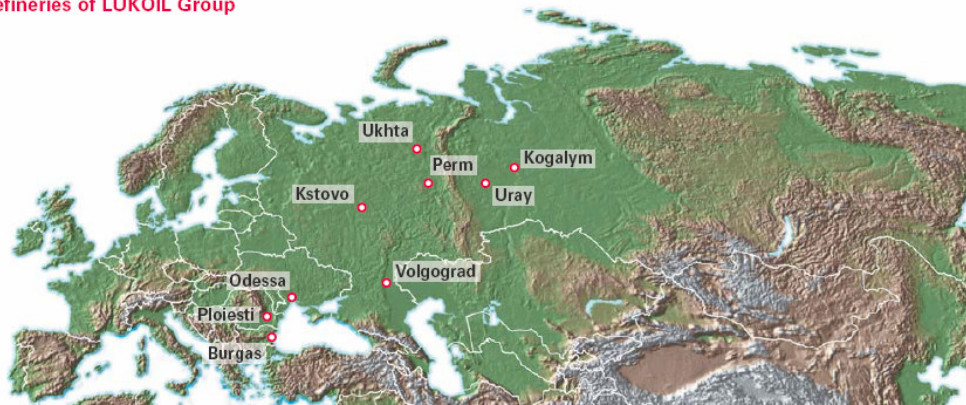 efineries of LUKOIL Group
Ukhta
Perm
Kogalym
Kstovo
Uray
Volgograd
Odessa
Ploiesti
Burgas